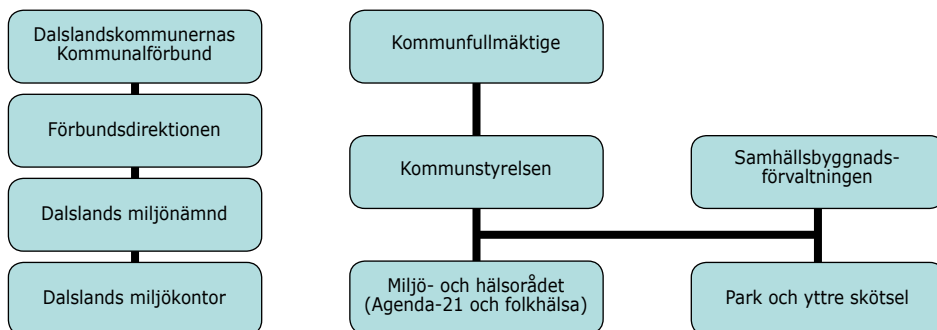 Dalslandskommunernas
Kommunalförbund
Förbundsdirektionen
Dalslands miljönämnd
Dalslands miljökontor
Kommunfullmäktige
Kommunstyrelsen
Miljö- och hälsorådet
(Agenda-21 och folkhälsa)
Samhällsbyggnads-
förvaltningen
Park och yttre skötsel